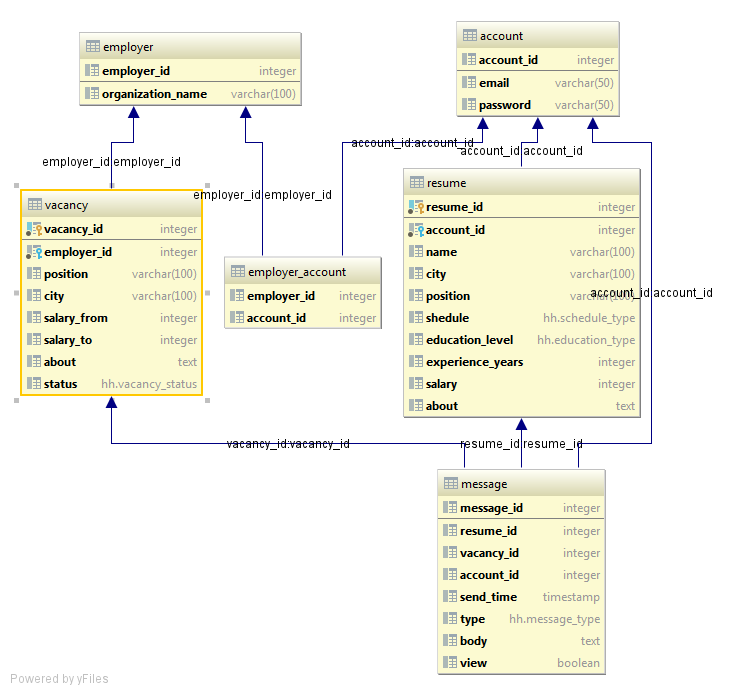 employer
employer_id integer
organization_name varchar(100)
account
account_id integer
email varchar(50)
password varchar(50)
employer_id:employer_id
employer_id:employer_id
account_id:account_id
account_id:account_id
vacancy
vacancy_id integer
employer_id integer
position varchar(100)
city varchar(100)
salary_from integer
salary_to integer
about text
status hh.vacancy_status
employer_account
employer_id integer
account_id integer
resume
resume_id integer
account_id integer
name varchar(100)
city varchar(100)
position varchar(100)
shedule hh.schedule_type
education_level hh.education_type
experience_years integer
salary integer
about text
account_id:account_id
vacancy_id:vacancy_id
resume_id:resume_id
message
message_id integer
resume_id integer
vacancy_id integer
account_id integer
send_time timestamp
type hh.message_type
body text
view boolean
Powered by yFiles